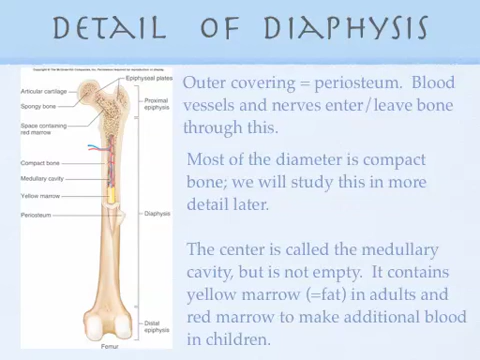 DETAIL OF DIAPHYSIS
Epiphyseal plates
Articular cartilage
Spongy bone
Proximal
epiphysis
Space containing
red marrow
Compact bone
Medullary cavity
Yellow marrow
Periosteum
Diaphysis
Distal
epiphysis
Femur
Outer covering = periosteum. Blood
vessels and nerves enter/leave bone
through this.
Most of the diameter is compact
bone; we will study this in more
detail later.
The center is called the medullary
cavity, but is not empty. It contains
yellow marrow (=fat) in adults and
red marrow to make additional blood
in children.